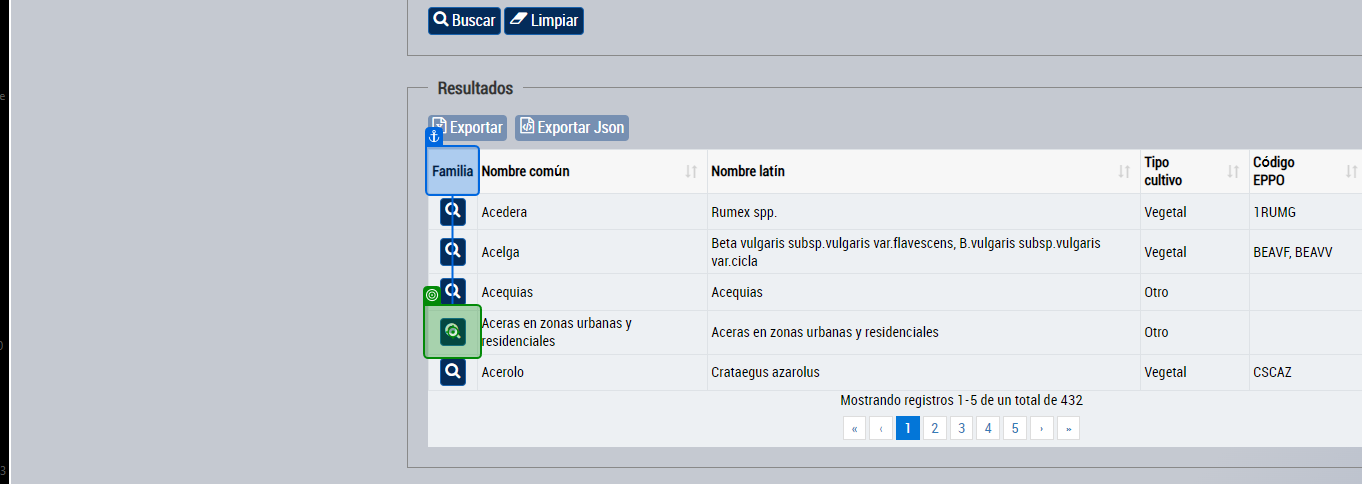 Buscar Limpiar
Resultados
Exportar Exportar Json
Familia Nombre común Nombre latín Tipo cultivo Código EPPO
Acedera Rumex spp. Vegetal 1RUMG
Acelga Beta vulgaris subsp.vulgaris var.flavescens, B.vulgaris subsp.vulgaris var.cicla Vegetal BEAVF, BEAVV
Acequias Acequias Otro
Aceras en zonas urbanas y residenciales Aceras en zonas urbanas y residenciales Otro
Acerolo Crataegus azarolus Vegetal CSCAZ
Mostrando registros 1-5 de un total de 432
« ‹ 1 2 3 4 5 › »